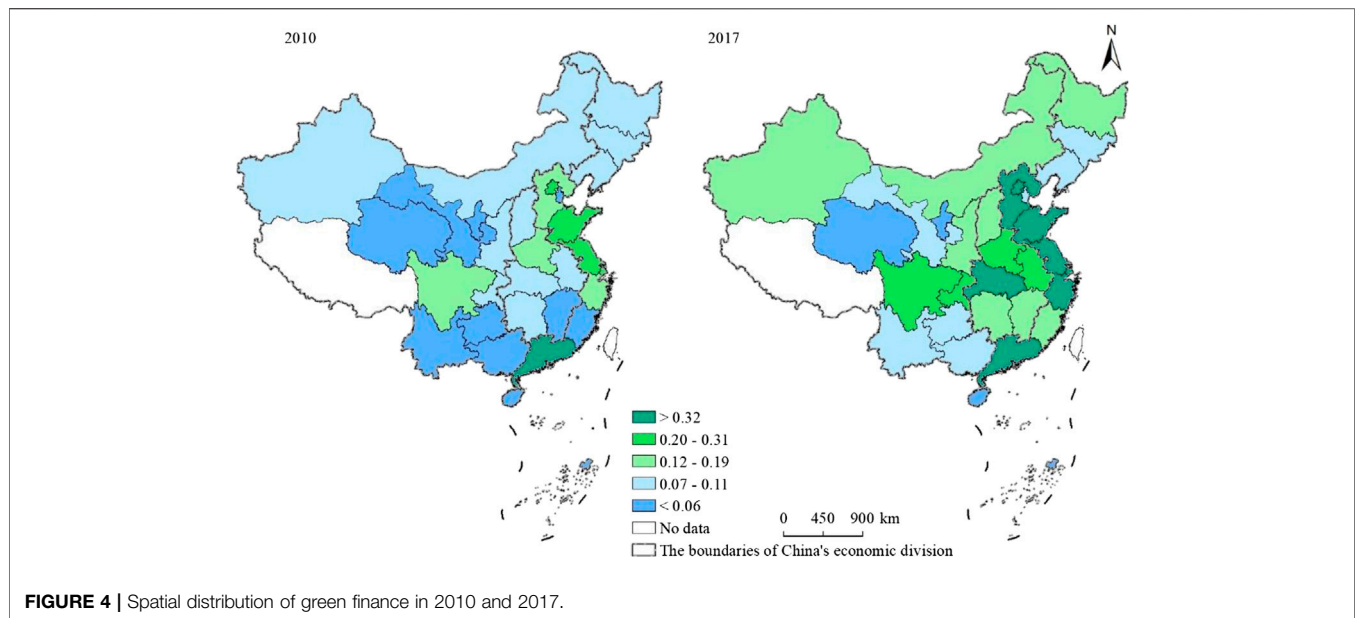 2010
2017
N
> 0.32
0.20 - 0.31
0.12 - 0.19
0.07 - 0.11
< 0.06
No data
The boundaries of China's economic division
0 450 900 km
FIGURE 4 | Spatial distribution of green finance in 2010 and 2017.